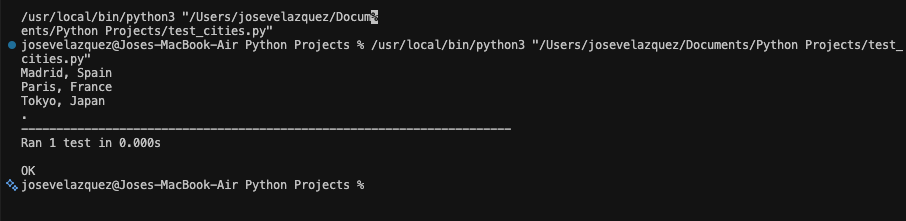 /usr/local/bin/python3 "/Users/josevelazquez/Docum%
ents/Python Projects/test_cities.py"
josevelazquez@Joses-MacBook-Air Python Projects % /usr/local/bin/python3 "/Users/josevelazquez/Documents/Python Projects/test_
cities.py"
Madrid, Spain
Paris, France
Tokyo, Japan
.
----------------------------------------------------------------------
Ran 1 test in 0.000s
OK
josevelazquez@Joses-MacBook-Air Python Projects %